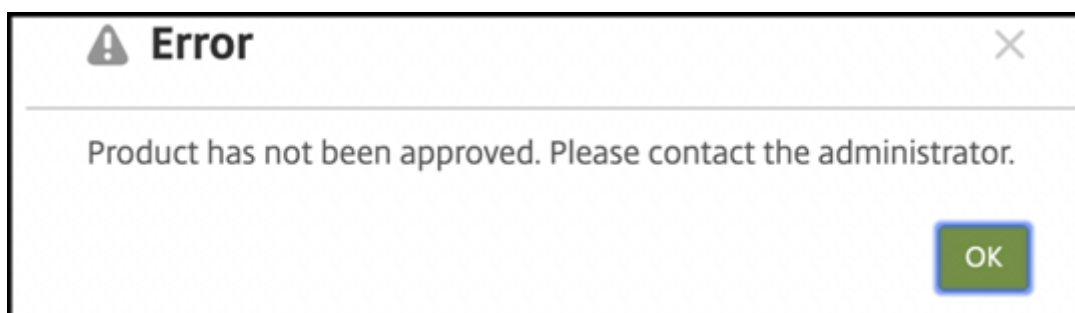 Error
Product has not been approved. Please contact the administrator.
OK